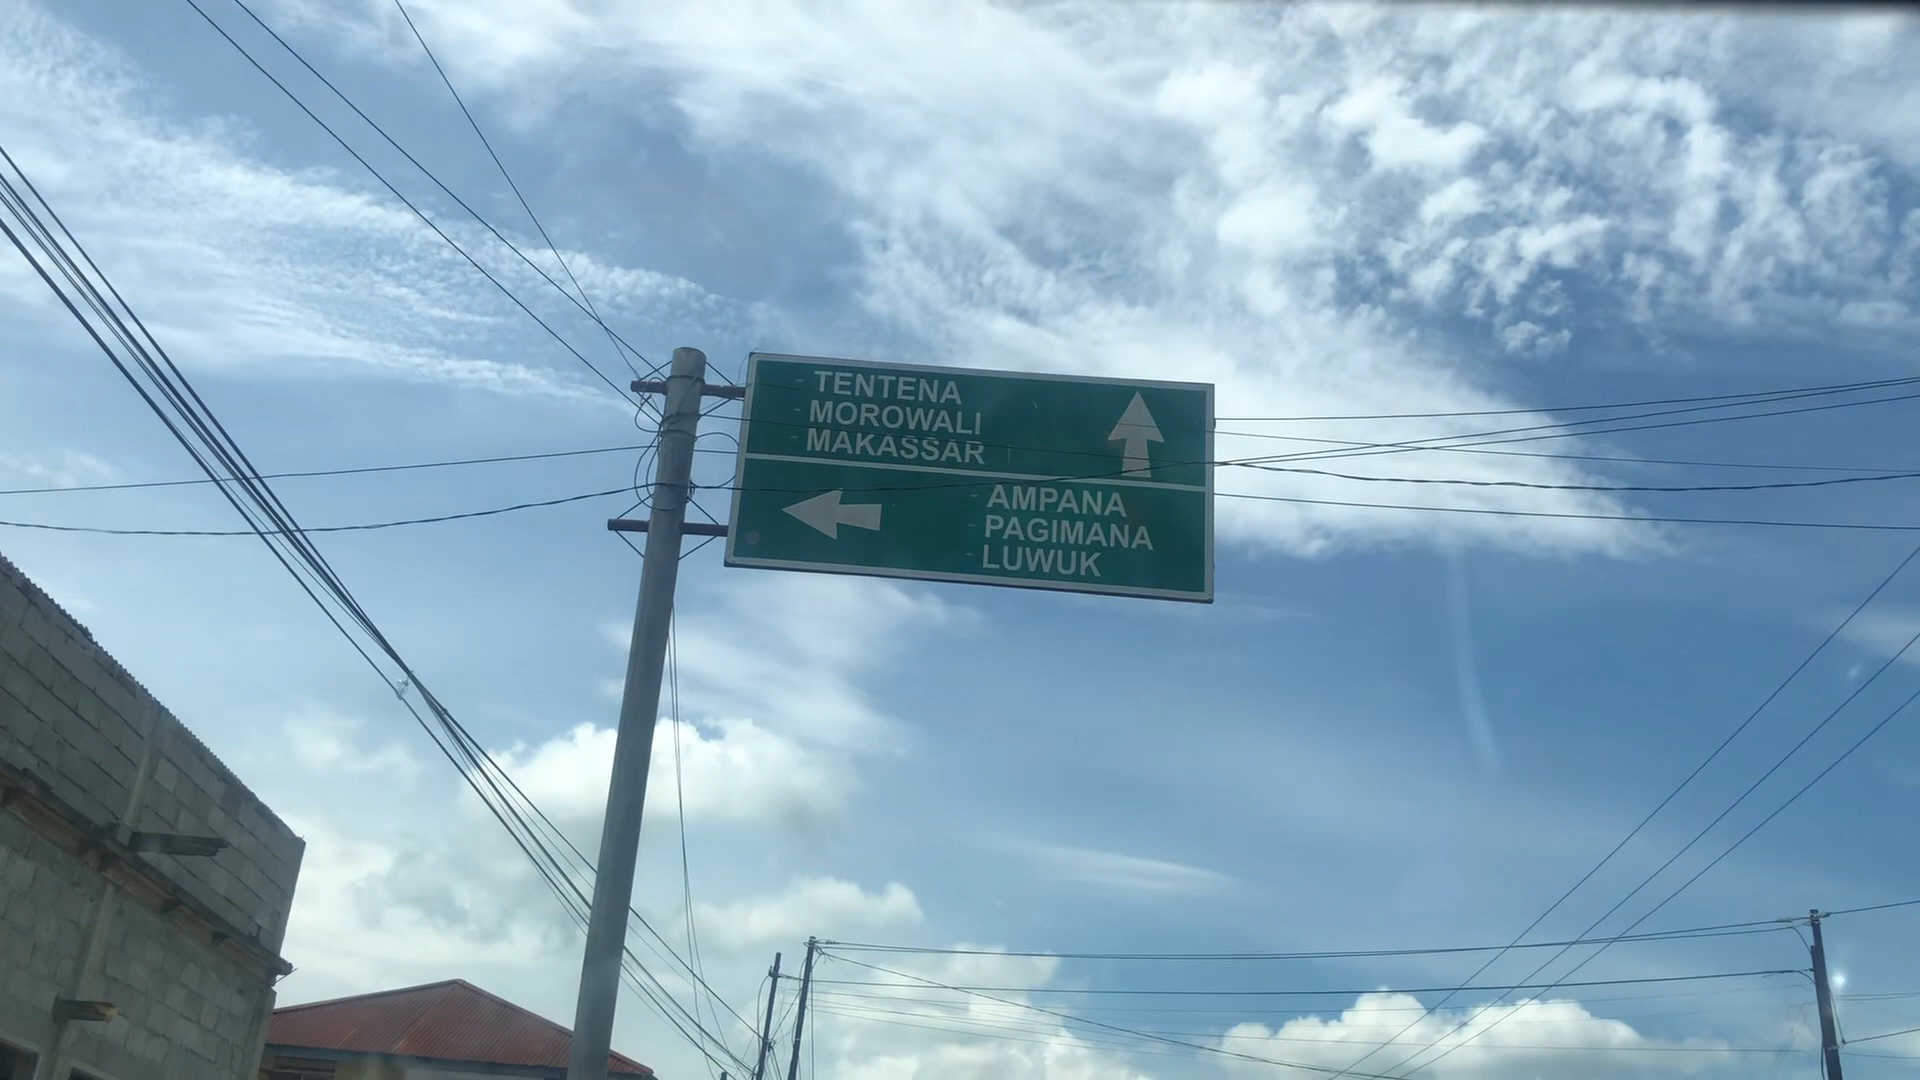 - TENTENA
- MOROWALI
- MAKASSAR
- AMPANA
- PAGIMANA
- LUWUK